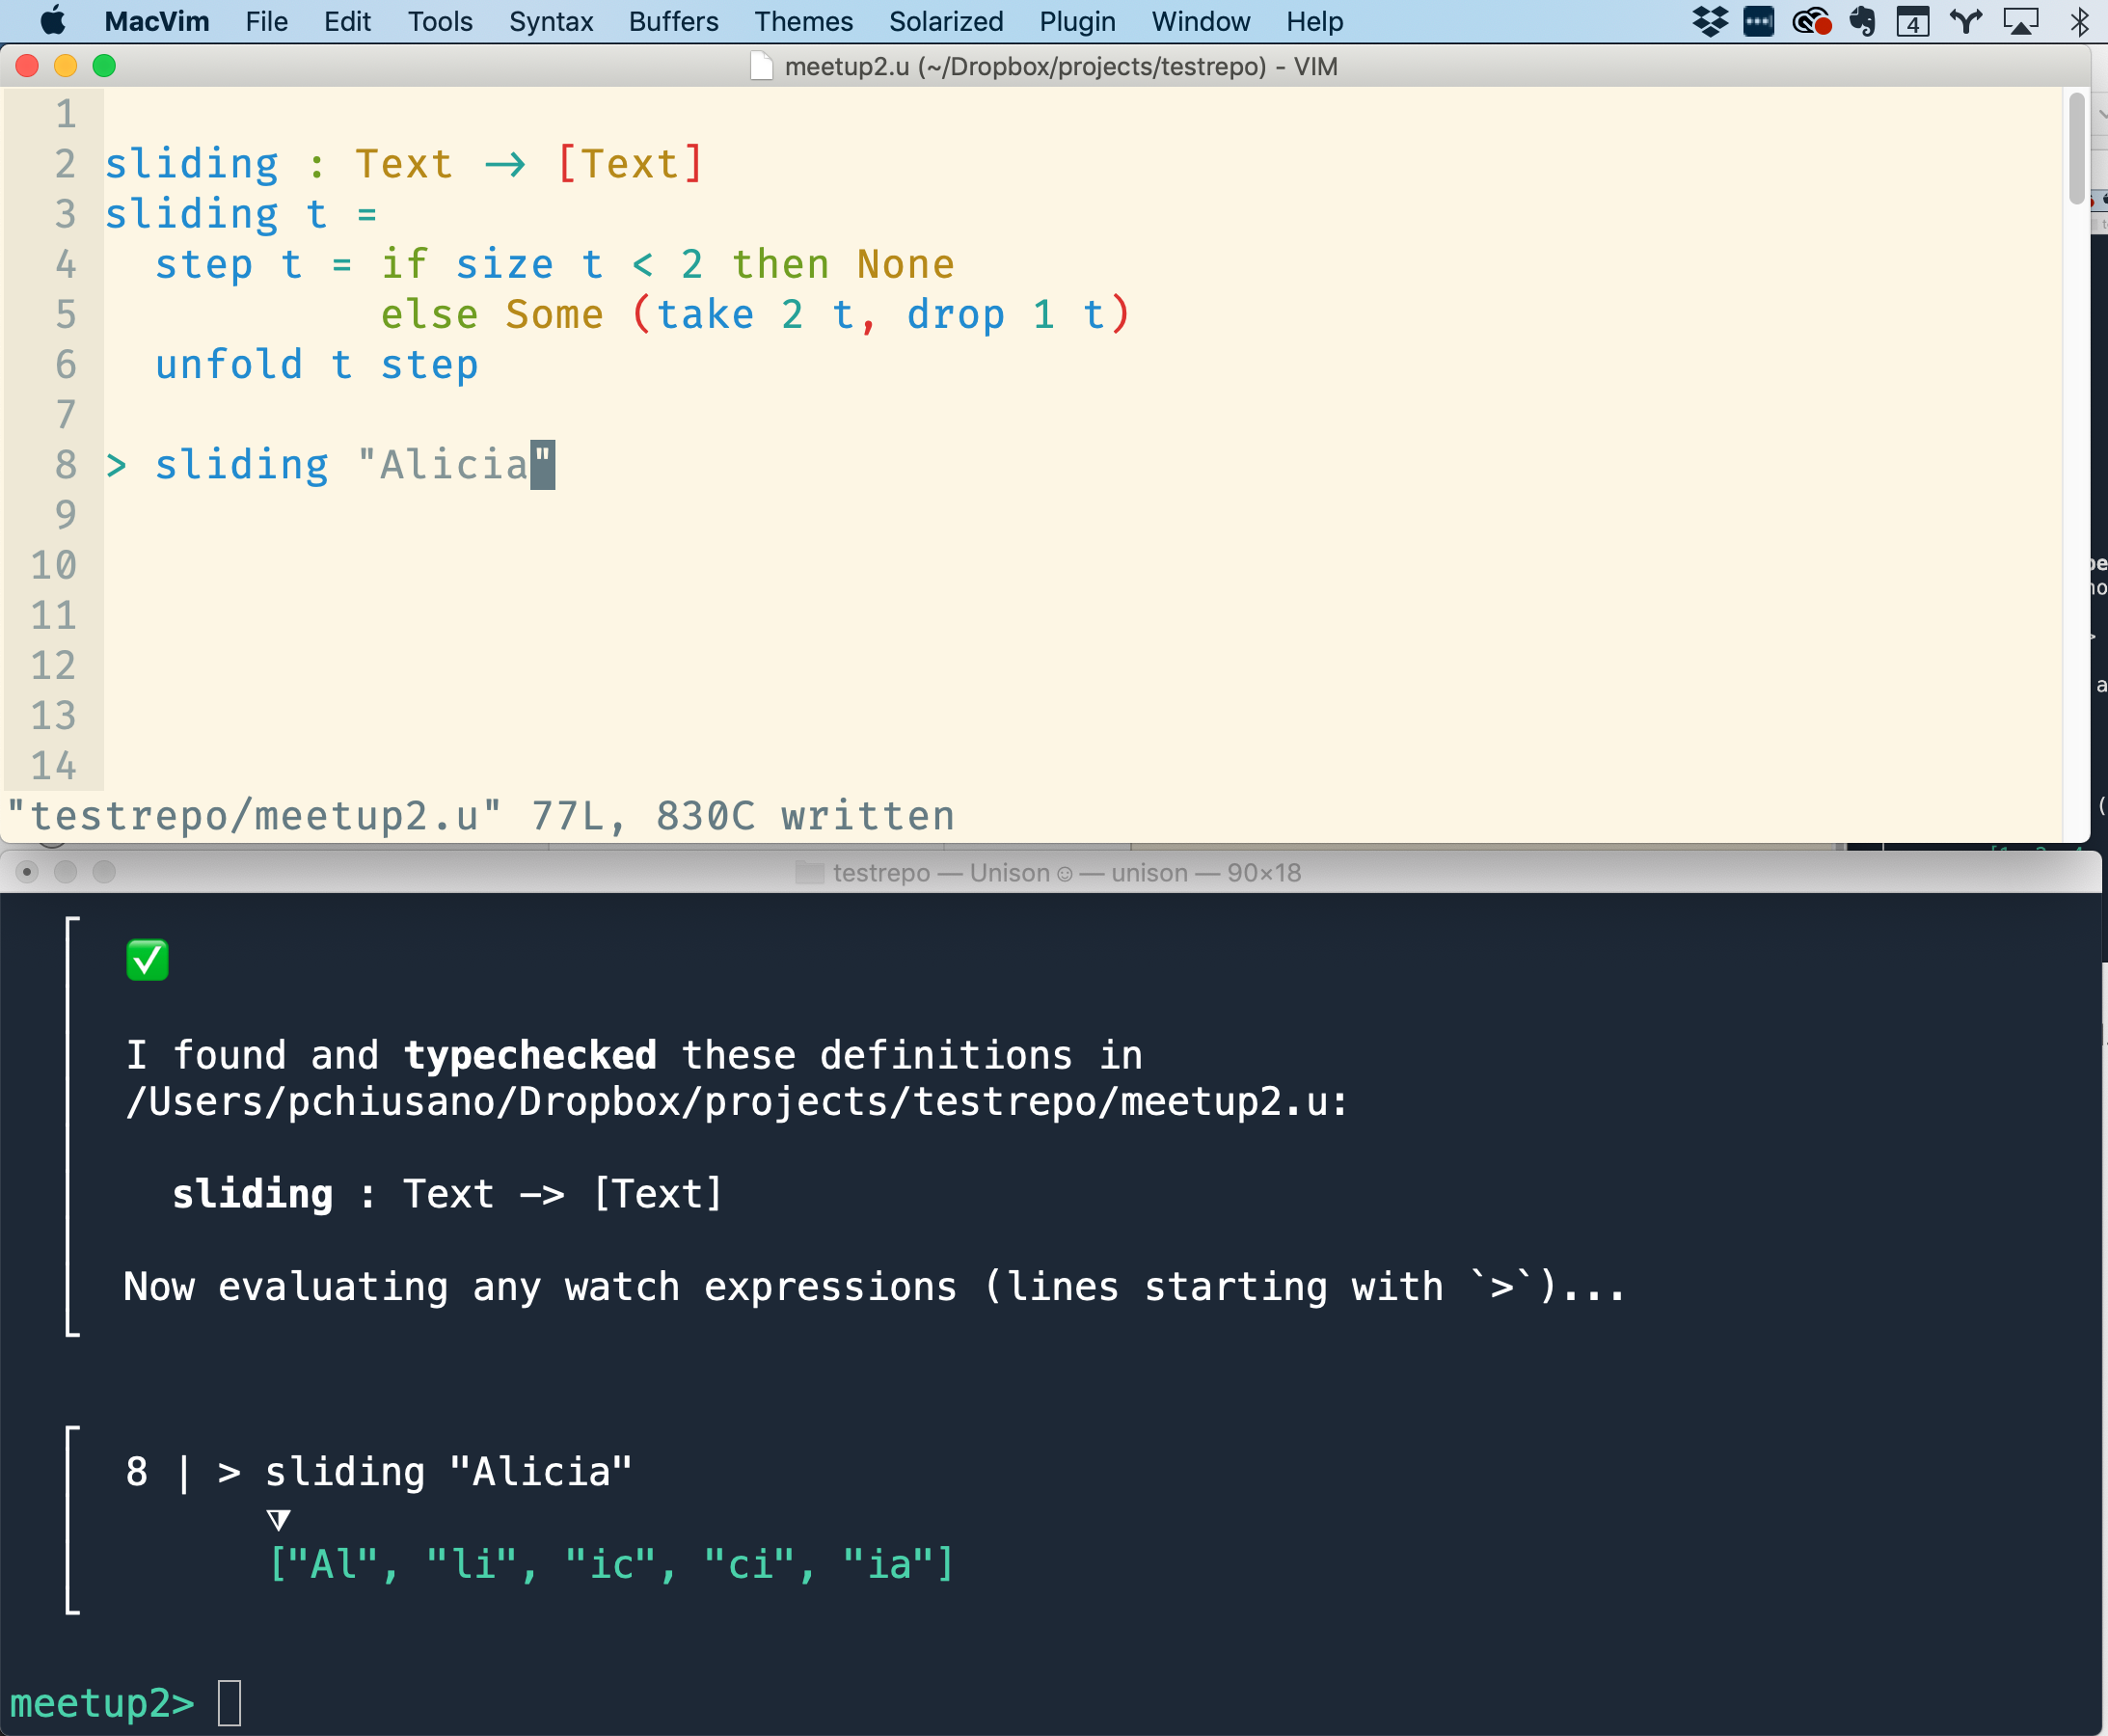 MacVim File Edit Tools Syntax Buffers Themes Solarized Plugin Window Help 4
meetup2.u (~/Dropbox/projects/testrepo) - VIM
1
2 sliding : Text → [Text]
3 sliding t =
4 step t = if size t < 2 then None
5 else Some (take 2 t, drop 1 t)
6 unfold t step
7
8 > sliding "Alicia"
9
10
11
12
13
14
"testrepo/meetup2.u" 77L, 830C written
testrepo — Unison☺ — unison — 90×18
✅
I found and typechecked these definitions in
/Users/pchiusano/Dropbox/projects/testrepo/meetup2.u:
sliding : Text -> [Text]
Now evaluating any watch expressions (lines starting with `>`)...
8 | > sliding "Alicia"
⧩
["Al", "li", "ic", "ci", "ia"]
meetup2>